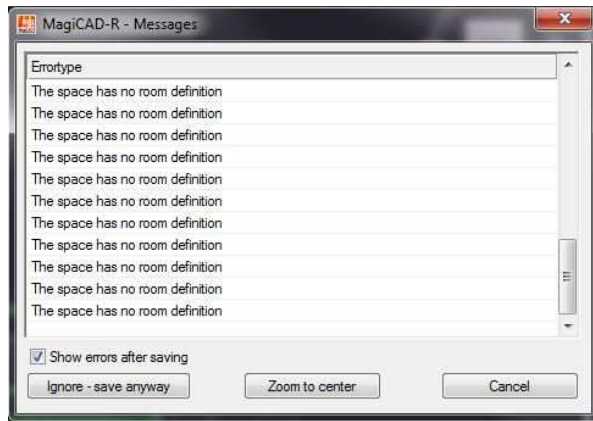 MagiCAD-R - Messages
Errortype
The space has no room definition
The space has no room definition
The space has no room definition
The space has no room definition
The space has no room definition
The space has no room definition
The space has no room definition
The space has no room definition
The space has no room definition
The space has no room definition
The space has no room definition
Show errors after saving
Ignore - save anyway
Zoom to center
Cancel